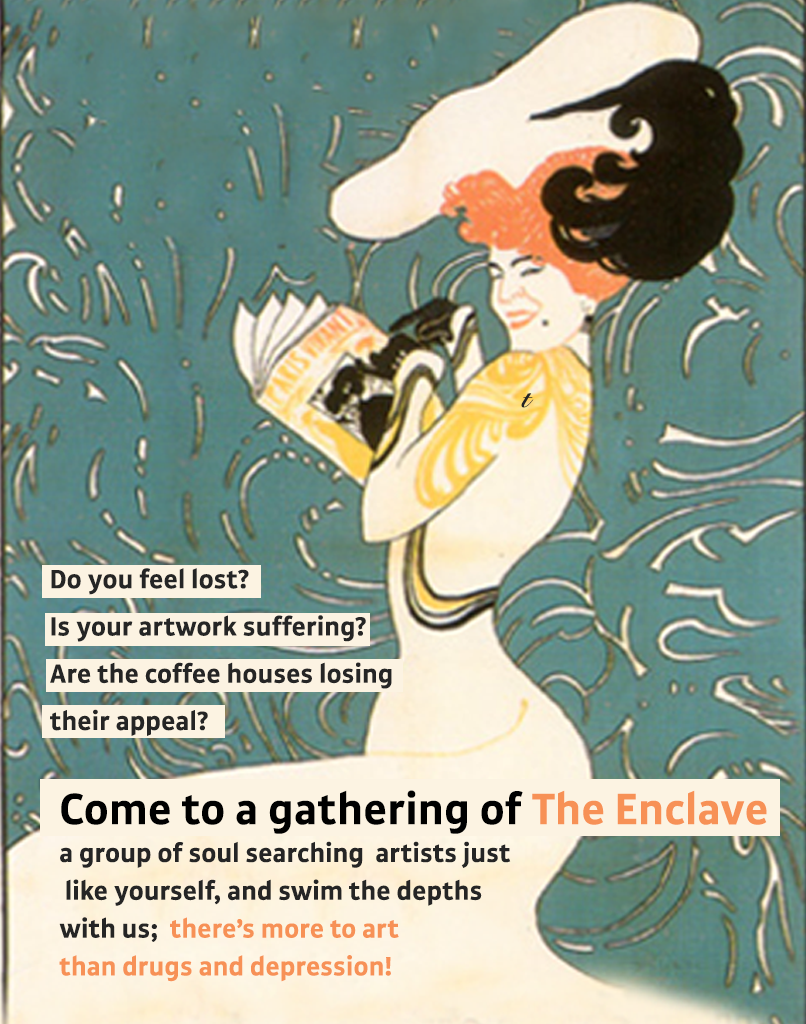 PARIS VIVANT
t
Do you feel lost?
Is your artwork suffering?
Are the coffee houses losing
their appeal?
Come to a gathering of The Enclave
a group of soul searching artists just
like yourself, and swim the depths
with us; there's more to art
than drugs and depression!